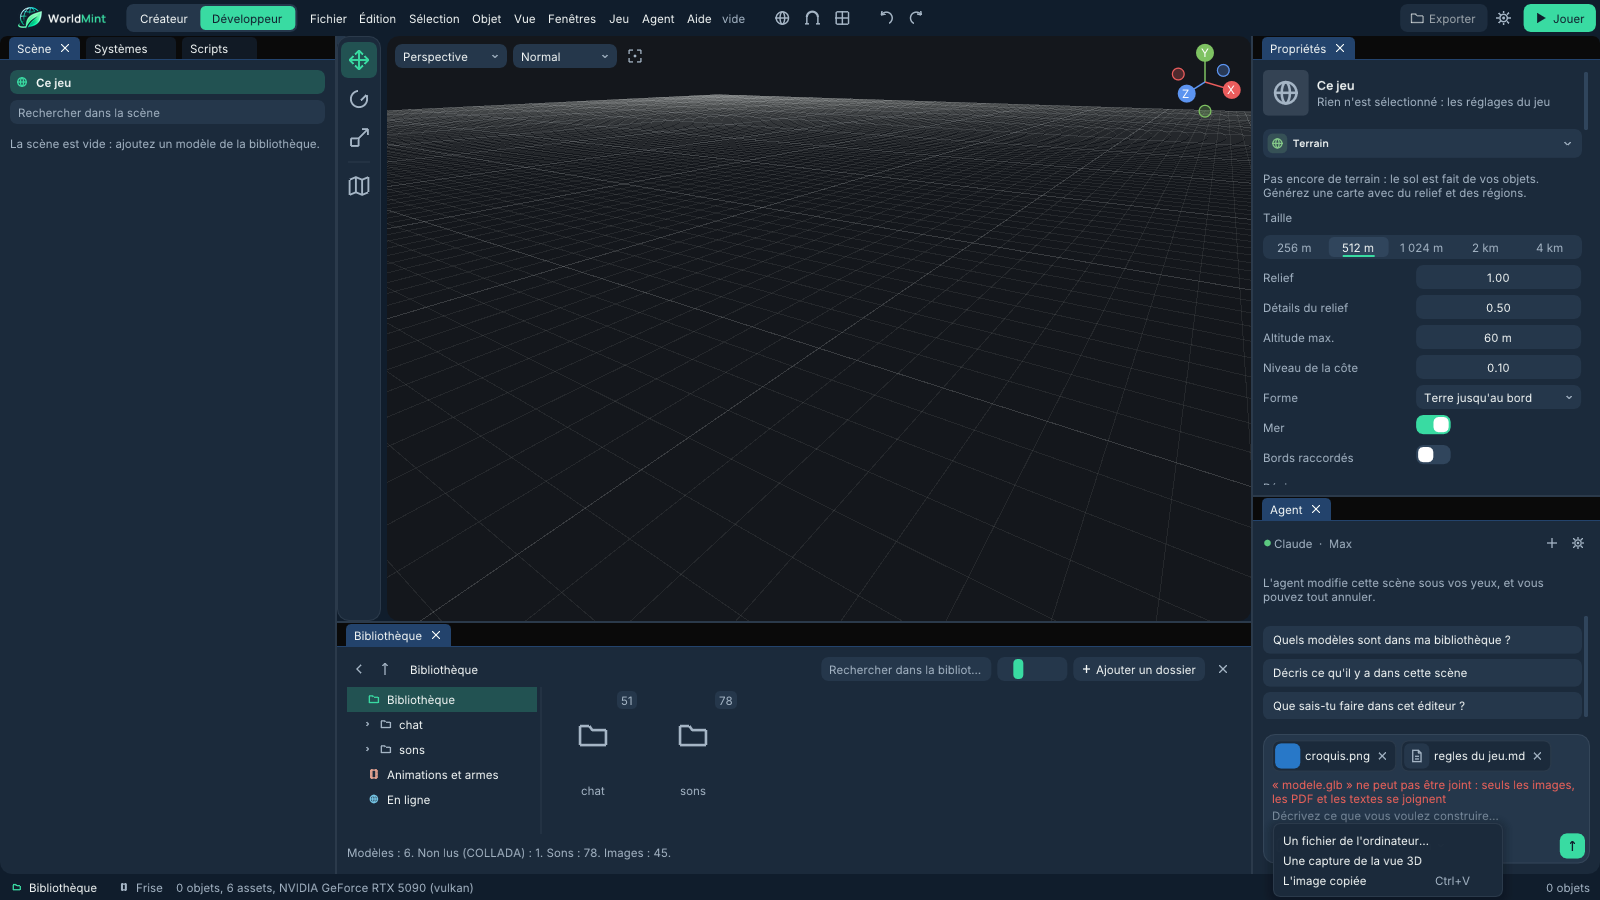 WorldMint
Créateur
Développeur
Fichier
Édition
Sélection
Objet
Vue
Fenêtres
Jeu
Agent
Aide
vide
Exporter
Jouer
Scène
Systèmes
Scripts
Ce jeu
Rechercher dans la scène
La scène est vide : ajoutez un modèle de la bibliothèque.
Perspective
Normal
Y
X
Z
Propriétés
Ce jeu
Rien n'est sélectionné : les réglages du jeu
Terrain
Pas encore de terrain : le sol est fait de vos objets.
Générez une carte avec du relief et des régions.
Taille
256 m
512 m
1 024 m
2 km
4 km
Relief
1.00
Détails du relief
0.50
Altitude max.
60 m
Niveau de la côte
0.10
Forme
Terre jusqu'au bord
Mer
Bords raccordés
Agent
Claude · Max
L'agent modifie cette scène sous vos yeux, et vous
pouvez tout annuler.
Quels modèles sont dans ma bibliothèque ?
Décris ce qu'il y a dans cette scène
Que sais-tu faire dans cet éditeur ?
croquis.png
regles du jeu.md
« modele.glb » ne peut pas être joint : seuls les images,
les PDF et les textes se joignent
Décrivez ce que vous voulez construire...
Un fichier de l'ordinateur...
Une capture de la vue 3D
L'image copiée
Ctrl+V
Bibliothèque
Bibliothèque
Rechercher dans la bibliot...
+ Ajouter un dossier
Bibliothèque
chat
sons
Animations et armes
En ligne
51
chat
78
sons
Modèles : 6. Non lus (COLLADA) : 1. Sons : 78. Images : 45.
Bibliothèque
Frise
0 objets, 6 assets, NVIDIA GeForce RTX 5090 (vulkan)
0 objets